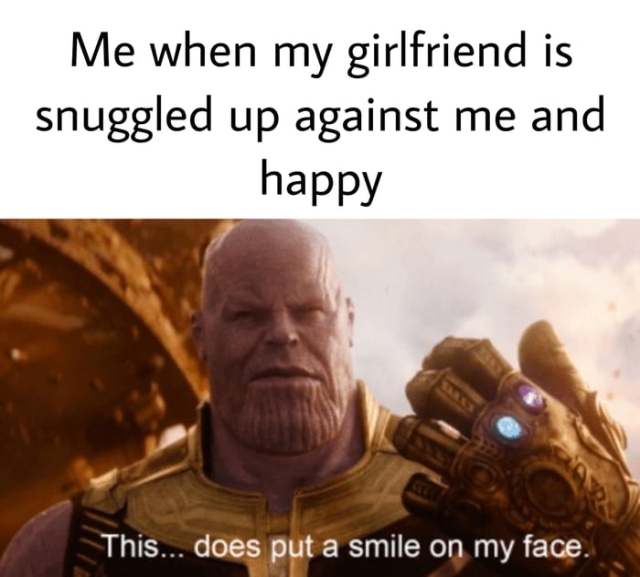 Me when my girlfriend is
snuggled up against me and
happy
This... does put a smile on my face.